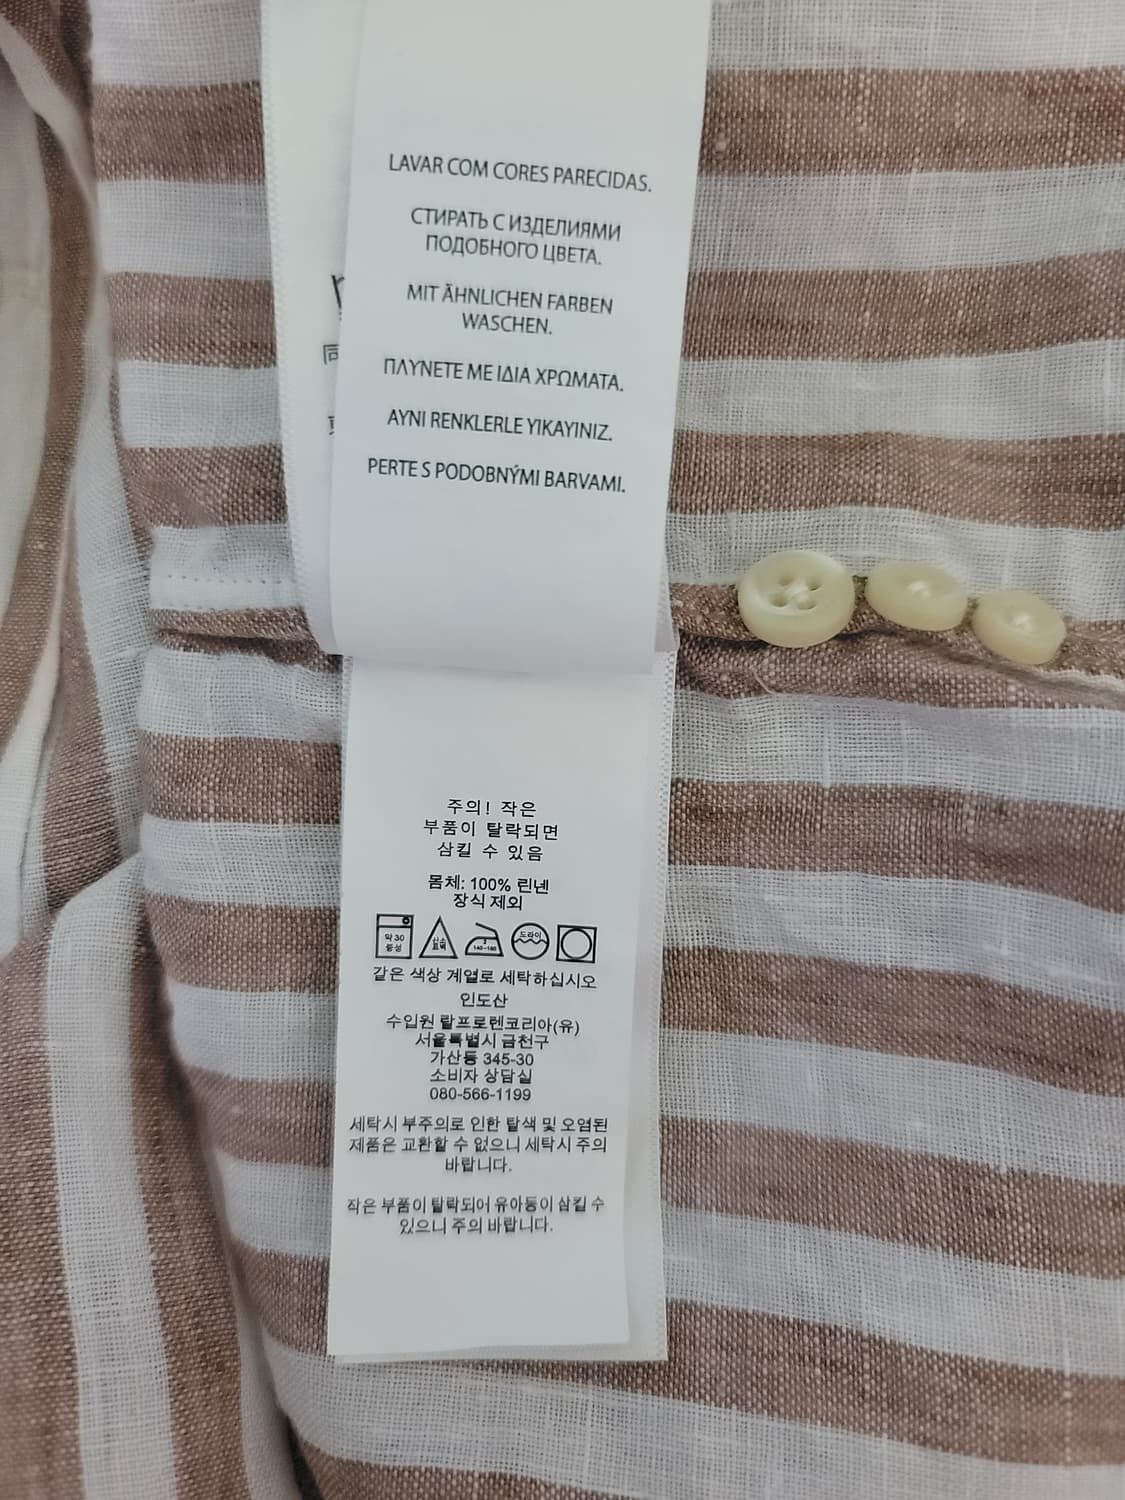 LAVAR COM CORES PARECIDAS.
СТИРАТЬ С ИЗДЕЛИЯМИ
ПОДОБНОГО ЦВЕТА.
MIT ÄHNLICHEN FARBEN
WASCHEN.
ΠΛΥΝΕΤΕ ΜΕ ΙΔΙΑ ΧΡΩΜΑΤΑ.
AYNI RENKLERLE YIKAYINIZ.
PERTE S PODOBNÝMI BARVAMI.
同
주의! 작은
부품이 탈락되면
삼킬 수 있음
몸체: 100% 린넨
장식 제외
약 30
중성
산소
표백
2
140~160
드라이
같은 색상 계열로 세탁하십시오
인도산
수입원 랄프로렌코리아(유)
서울특별시 금천구
가산동 345-30
소비자 상담실
080-566-1199
세탁시 부주의로 인한 탈색 및 오염된
제품은 교환할 수 없으니 세탁시 주의
바랍니다.
작은 부품이 탈락되어 유아동이 삼킬 수
있으니 주의 바랍니다.